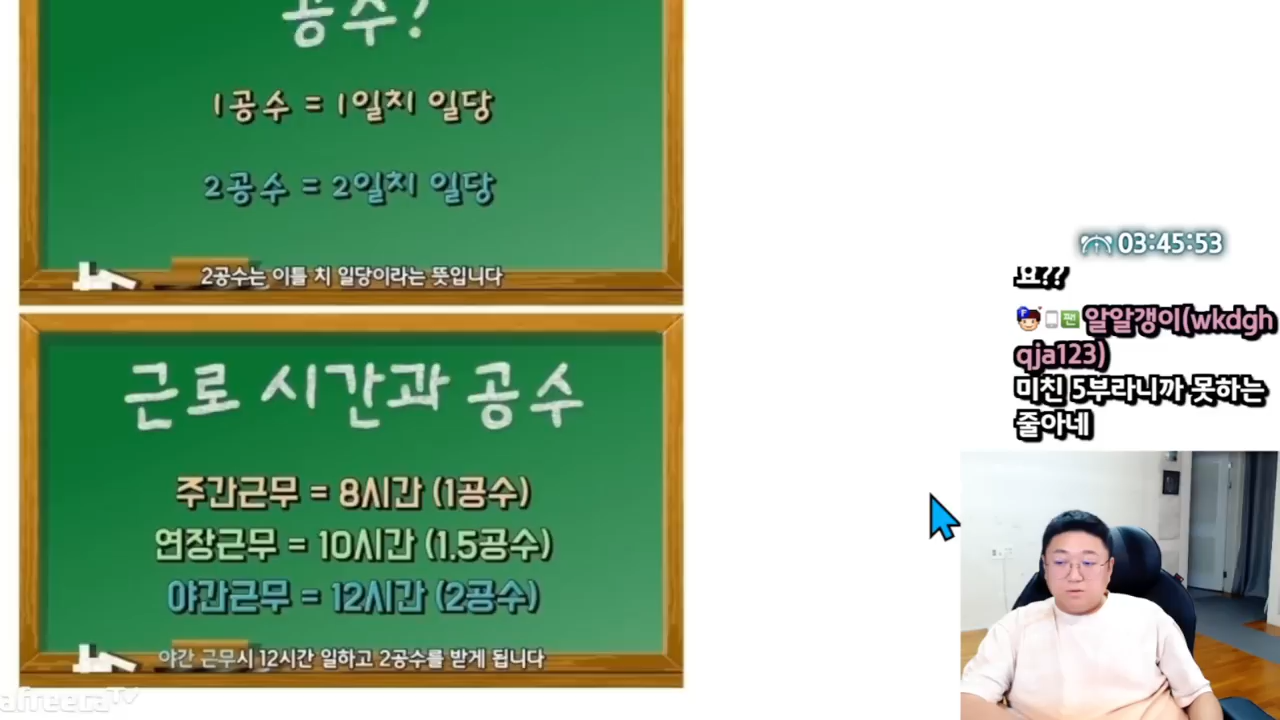 공수?
1공수 = 1일치 일당
2공수 = 2일치 일당
2공수는 이틀 치 일당이라는 뜻입니다
근로 시간과 공수
주간근무 = 8시간 (1공수)
연장근무 = 10시간 (1.5공수)
야간근무 = 12시간 (2공수)
야간 근무시 12시간 일하고 2공수를 받게 됩니다
afreecaTV
03:45:53
요??
F 팬 알알갱이(wkdgh
qja123)
미친 5부라니까 못하는
줄아네